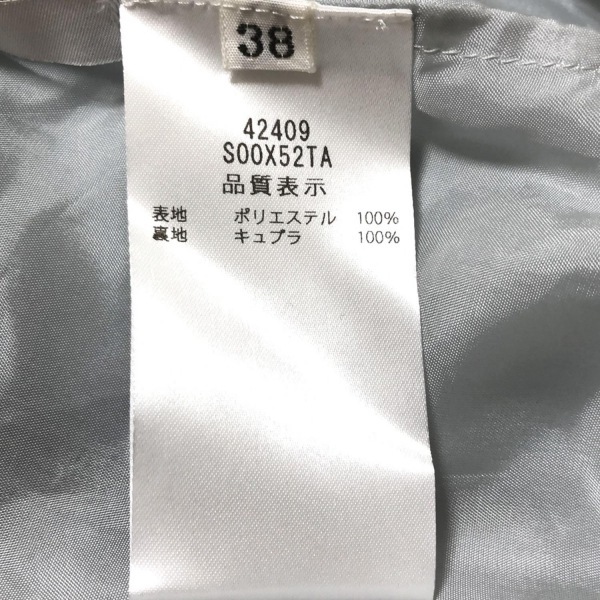 38
42409
S00X52TA
品質表示
表地 ポリエステル 100%
裏地 キュプラ 100%